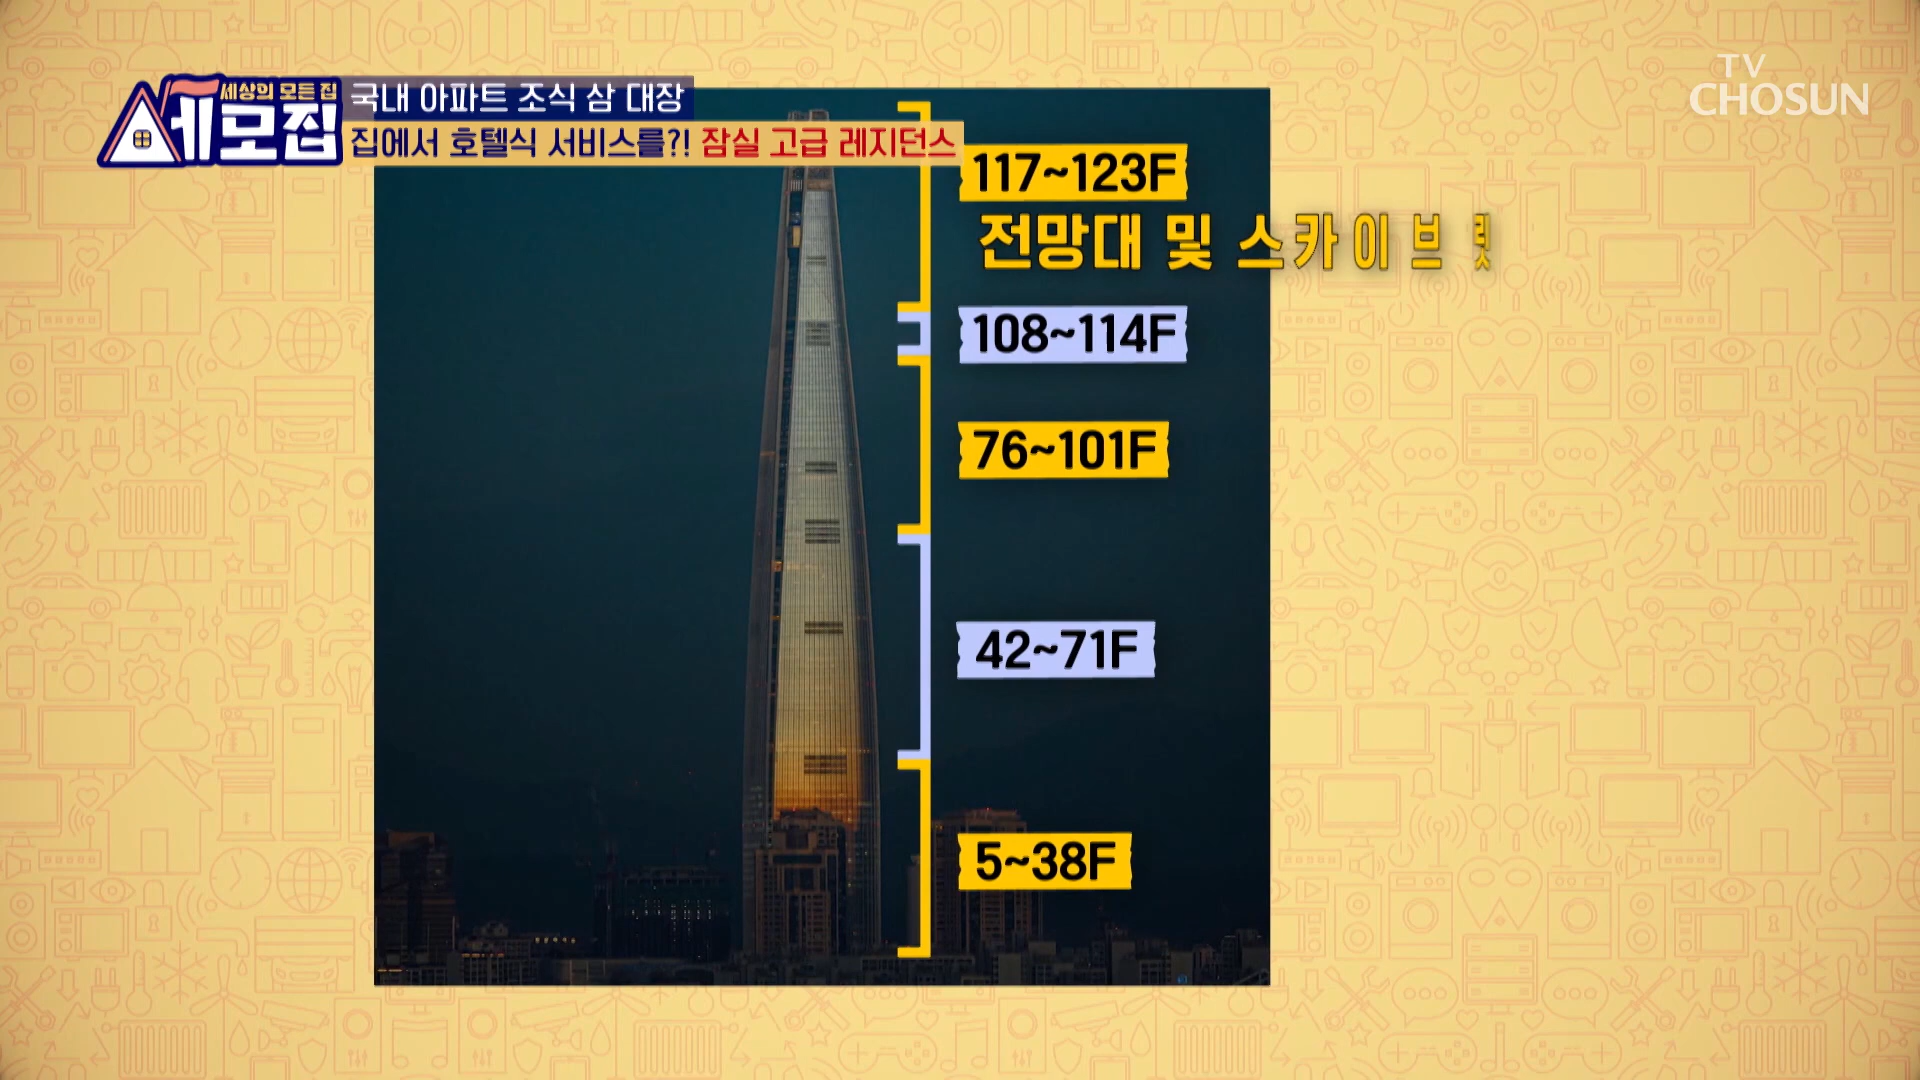 세상의 모든 집
세모집
국내 아파트 조식 삼 대장
집에서 호텔식 서비스를?! 잠실 고급 레지던스
TV
CHOSUN
117~123F
전망대 및 스카이브릿
108~114F
76~101F
42~71F
5~38F